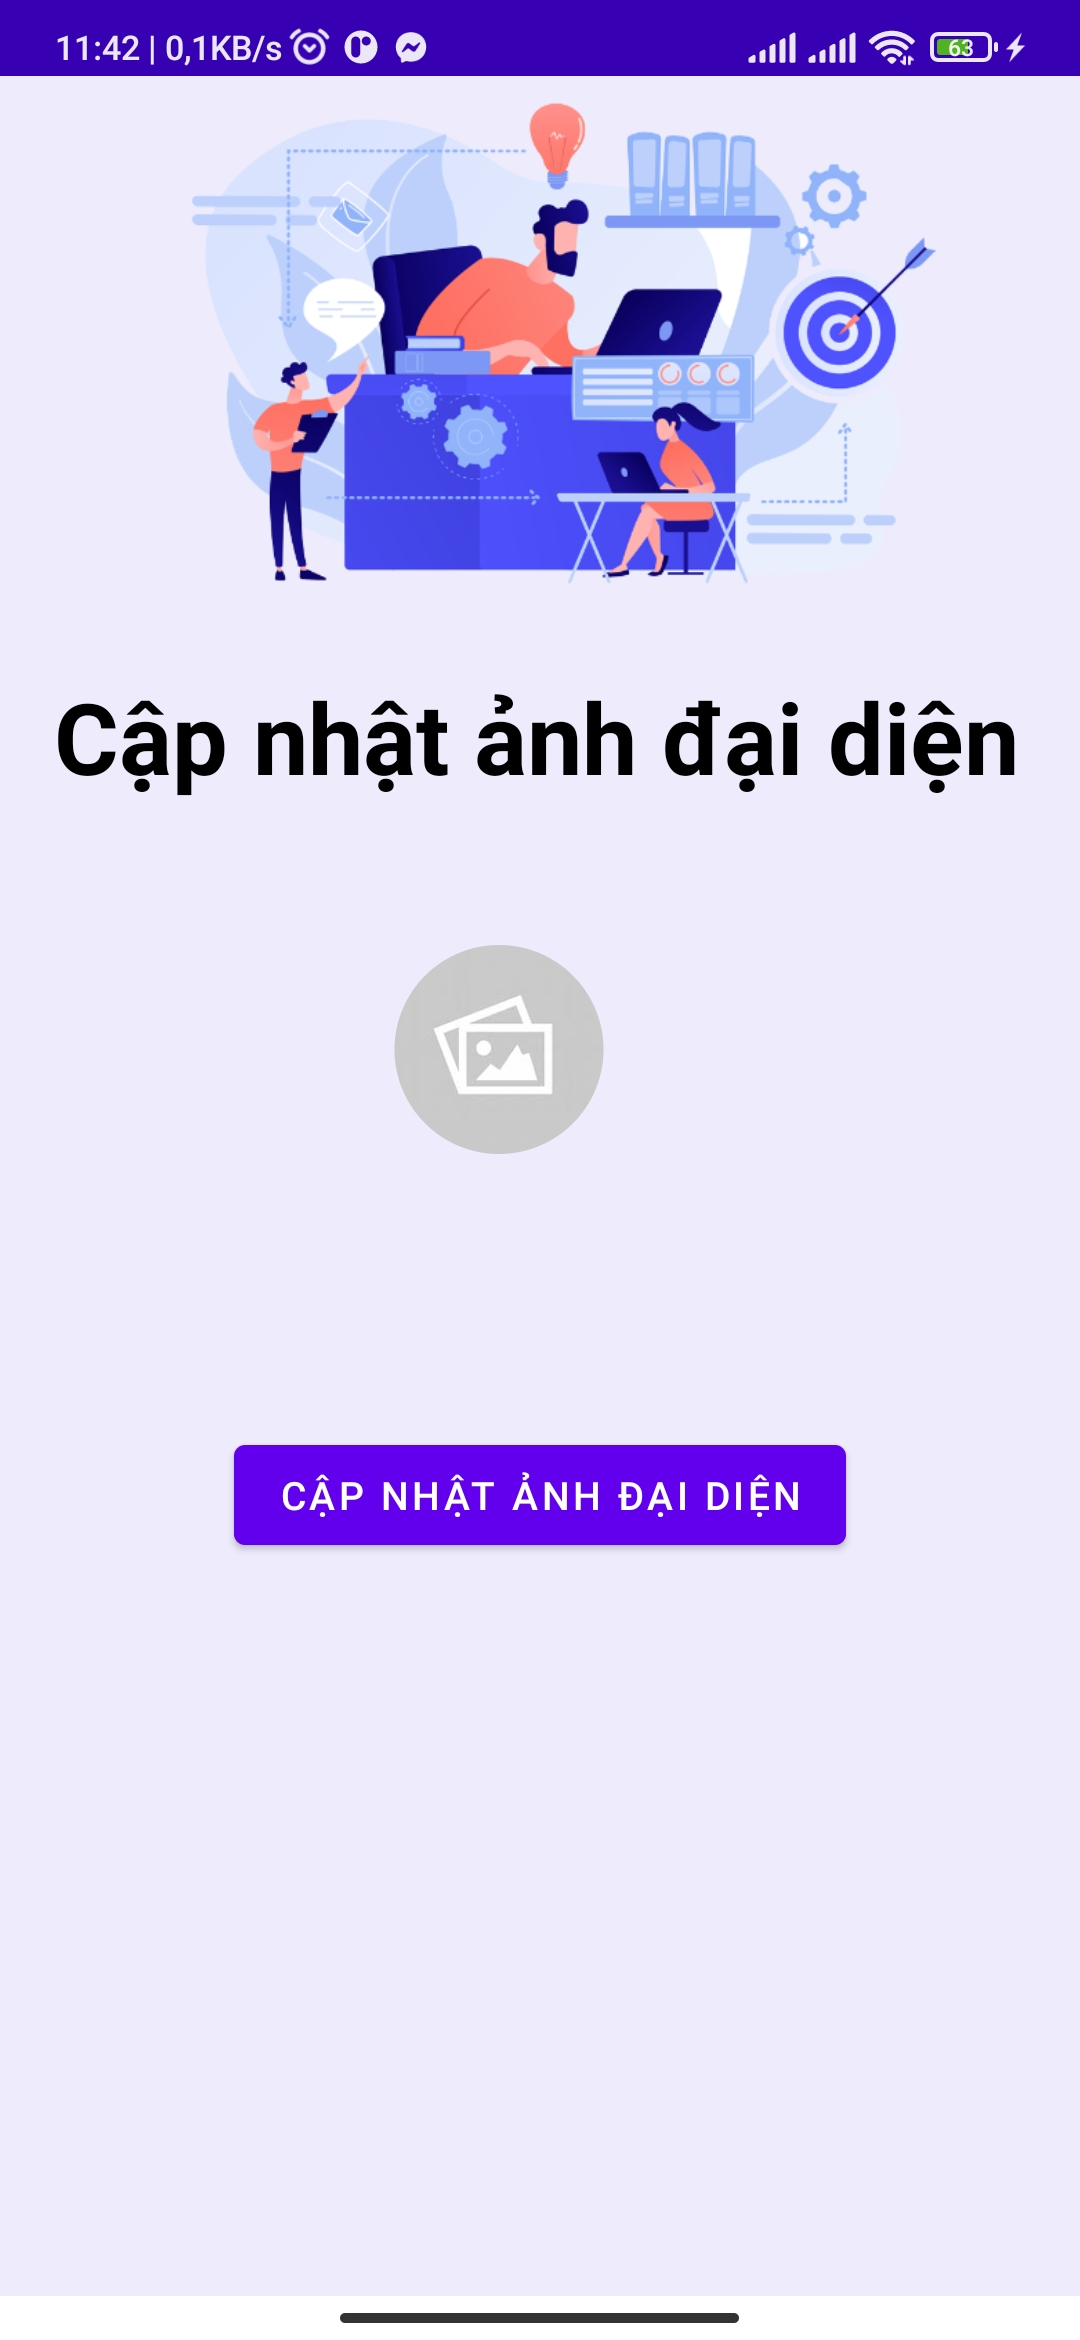 11:42 | 0,1KB/s 63
Cập nhật ảnh đại diện
CẬP NHẬT ẢNH ĐẠI DIỆN